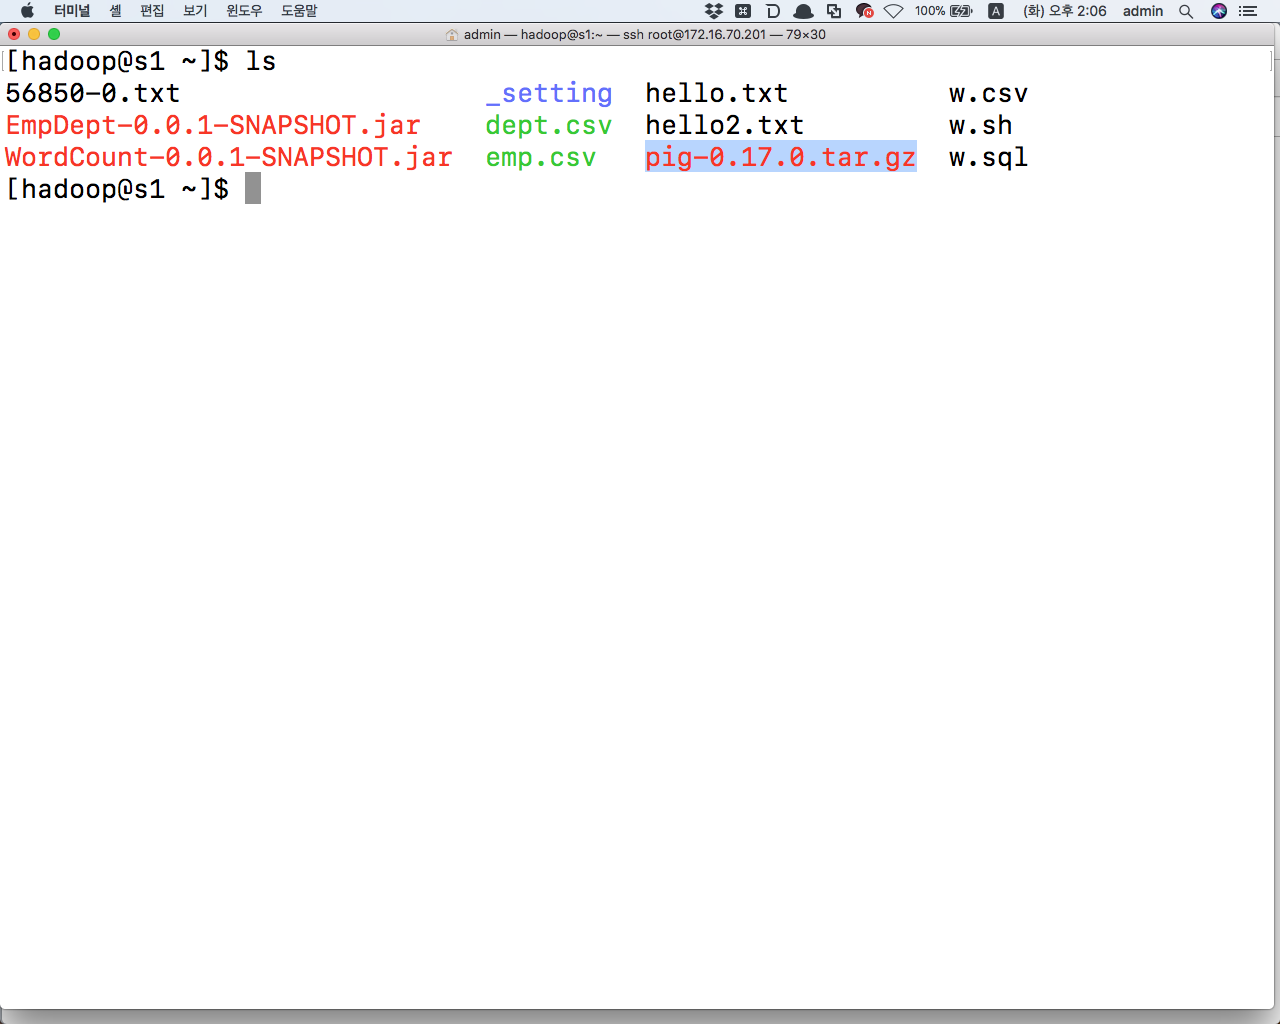 터미널 셸 편집 보기 윈도우 도움말 100% A (화) 오후 2:06 admin
admin — hadoop@s1:~ — ssh root@172.16.70.201 — 79×30
[hadoop@s1 ~]$ ls
56850-0.txt _setting hello.txt w.csv
EmpDept-0.0.1-SNAPSHOT.jar dept.csv hello2.txt w.sh
WordCount-0.0.1-SNAPSHOT.jar emp.csv pig-0.17.0.tar.gz w.sql
[hadoop@s1 ~]$